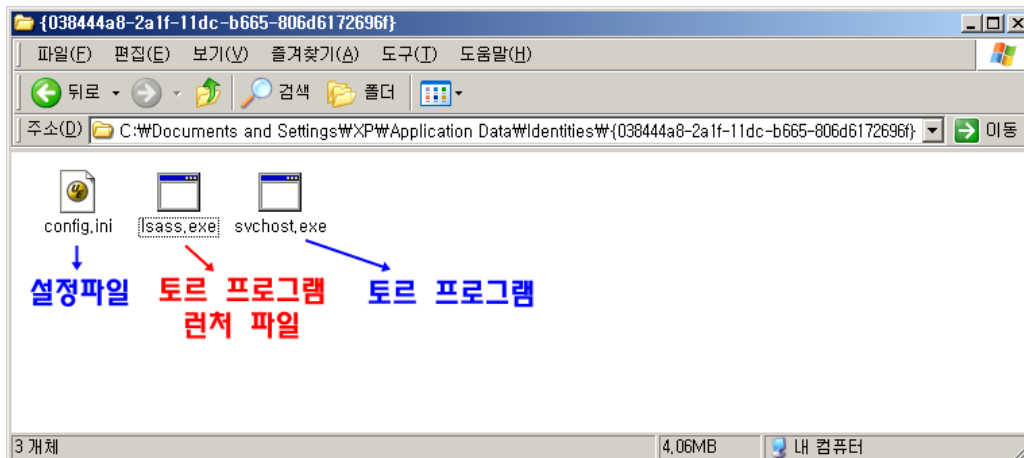 {038444a8-2a1f-11dc-b665-806d6172696f}
파일(F) 편집(E) 보기(V) 즐겨찾기(A) 도구(T) 도움말(H)
뒤로 검색 폴더
주소(D) C:₩Documents and Settings₩XP₩Application Data₩Identities₩{038444a8-2a1f-11dc-b665-806d6172696f} 이동
config.ini lsass.exe svchost.exe
설정파일 토르 프로그램 토르 프로그램
런처 파일
3 개체 4,06MB 내 컴퓨터